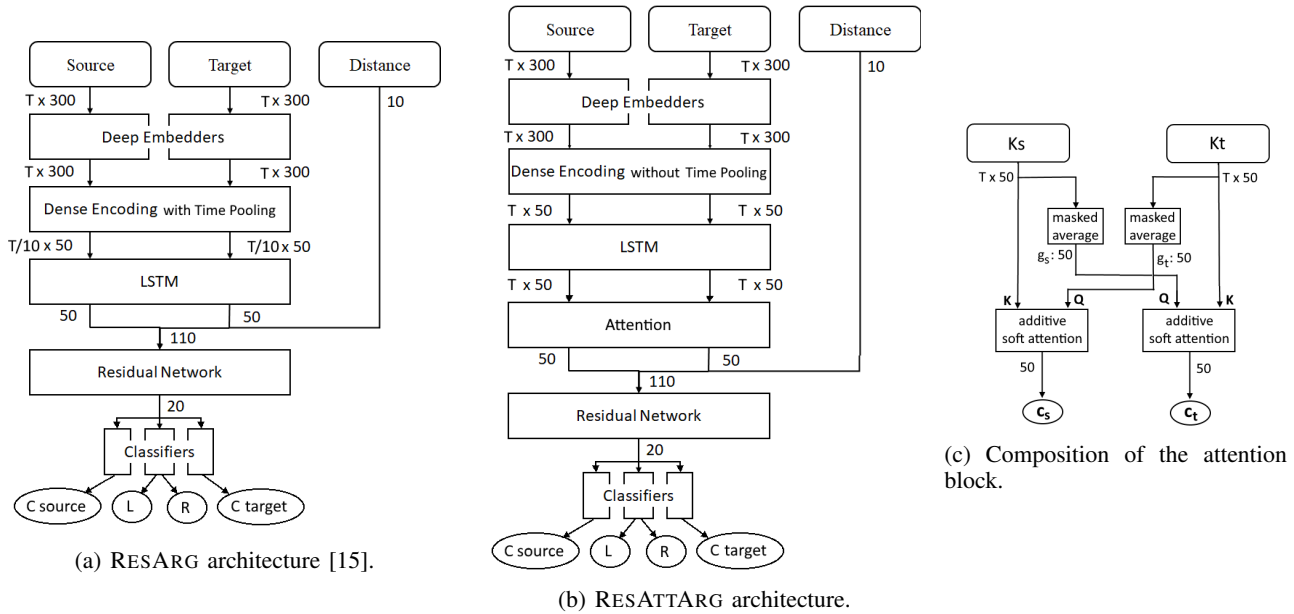 Source
Target
Distance
T x 300
T x 300
10
Deep Embedders
T x 300
T x 300
Dense Encoding with Time Pooling
T/10 x 50
T/10 x 50
LSTM
50
50
110
Residual Network
20
Classifiers
C source
L
R
C target
(a) RESARG architecture [15].
Source
Target
Distance
T x 300
T x 300
10
Deep Embedders
T x 300
T x 300
Dense Encoding without Time Pooling
T x 50
T x 50
LSTM
T x 50
T x 50
Attention
50
50
110
Residual Network
20
Classifiers
C source
L
R
C target
(b) RESATTARG architecture.
Ks
Kt
T x 50
T x 50
masked
average
masked
average
gs: 50
gt: 50
K
Q
Q
K
additive
soft attention
additive
soft attention
50
50
cs
ct
(c) Composition of the attention
block.